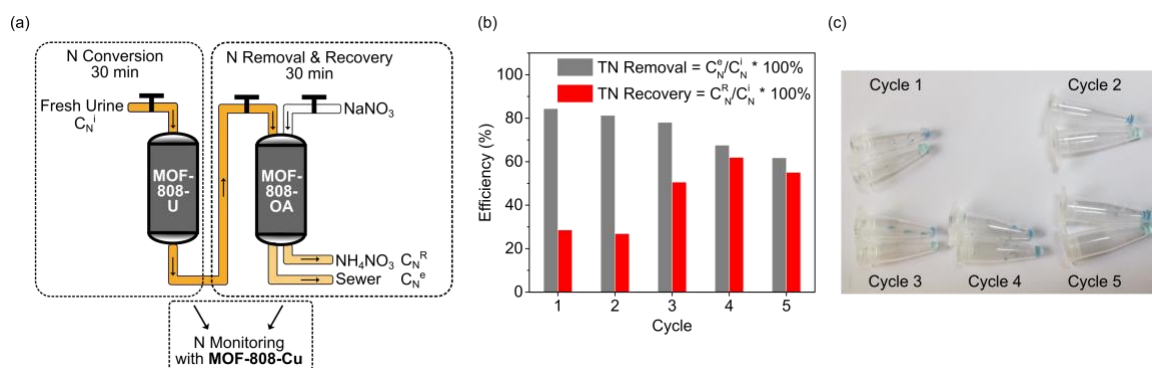 (a)
N Conversion
30 min
Fresh Urine
C_N^i
MOF-
808-
U
N Removal & Recovery
30 min
NaNO₃
MOF-
808-
OA
NH₄NO₃ C_N^R
Sewer C_N^e
N Monitoring
with MOF-808-Cu
(b)
TN Removal = C_N^e/C_N^i * 100%
TN Recovery = C_N^R/C_N^i * 100%
Efficiency (%)
100
80
60
40
20
0
1 2 3 4 5
Cycle
(c)
Cycle 1
Cycle 2
Cycle 3
Cycle 4
Cycle 5